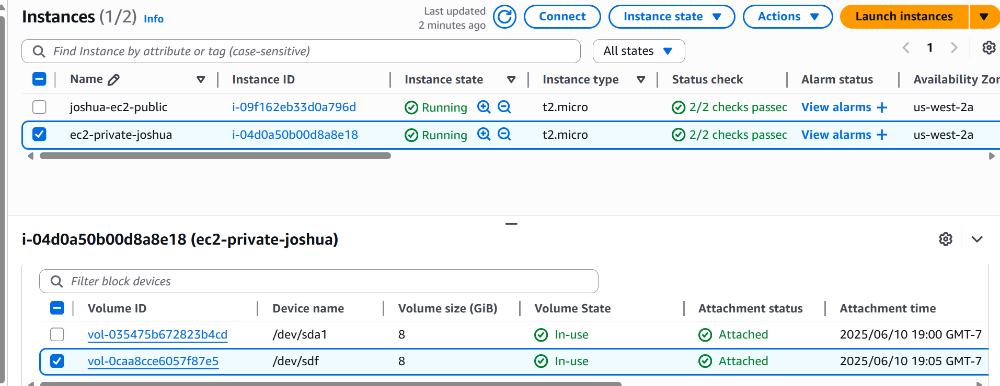 Instances (1/2) Info
Last updated
2 minutes ago
Connect
Instance state
Actions
Launch instances
Find Instance by attribute or tag (case-sensitive)
All states
1
Name Instance ID Instance state Instance type Status check Alarm status Availability Zor
joshua-ec2-public i-09f162eb33d0a796d Running t2.micro 2/2 checks passec View alarms + us-west-2a
ec2-private-joshua i-04d0a50b00d8a8e18 Running t2.micro 2/2 checks passec View alarms + us-west-2a
i-04d0a50b00d8a8e18 (ec2-private-joshua)
Filter block devices
Volume ID Device name Volume size (GiB) Volume State Attachment status Attachment time
vol-035475b672823b4cd /dev/sda1 8 In-use Attached 2025/06/10 19:00 GMT-7
vol-0caa8cce6057f87e5 /dev/sdf 8 In-use Attached 2025/06/10 19:05 GMT-7